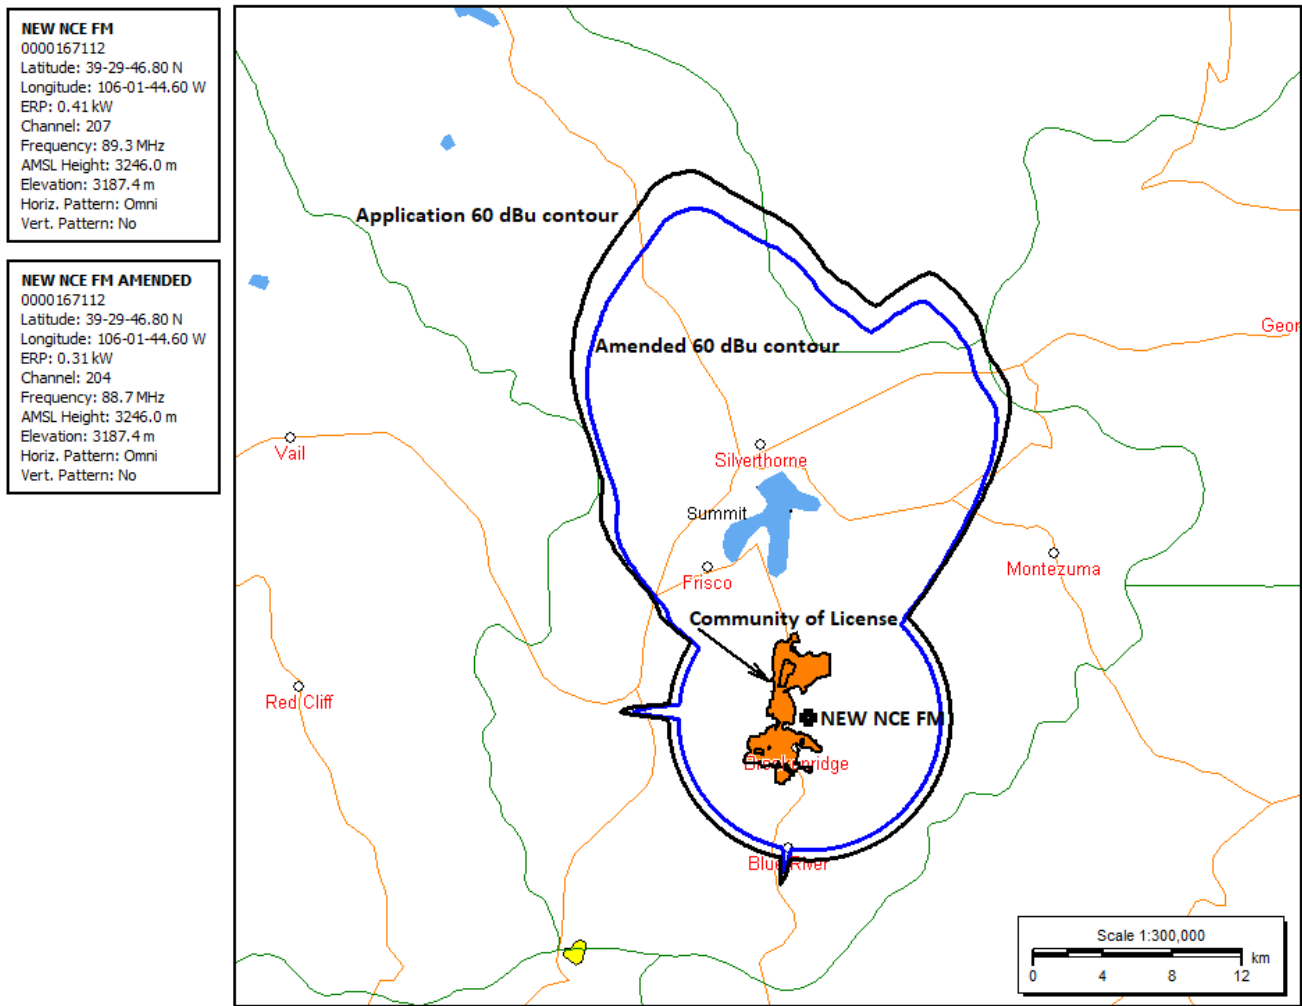 NEW NCE FM
0000167112
Latitude: 39-29-46.80 N
Longitude: 106-01-44.60 W
ERP: 0.41 kW
Channel: 207
Frequency: 89.3 MHz
AMSL Height: 3246.0 m
Elevation: 3187.4 m
Horiz. Pattern: Omni
Vert. Pattern: No
NEW NCE FM AMENDED
0000167112
Latitude: 39-29-46.80 N
Longitude: 106-01-44.60 W
ERP: 0.31 kW
Channel: 204
Frequency: 88.7 MHz
AMSL Height: 3246.0 m
Elevation: 3187.4 m
Horiz. Pattern: Omni
Vert. Pattern: No
Application 60 dBu contour
Geor
Amended 60 dBu contour
Vail
Silverthorne
Summit
Frisco
Montezuma
Community of License
Red Cliff
NEW NCE FM
Breckenridge
Blue River
Scale 1:300,000
km
0 4 8 12